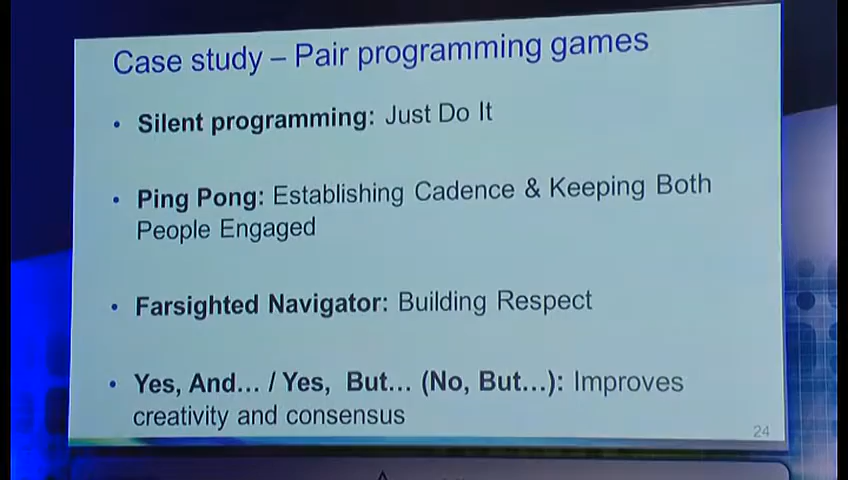 Case study – Pair programming games
• Silent programming: Just Do It
• Ping Pong: Establishing Cadence & Keeping Both
People Engaged
• Farsighted Navigator: Building Respect
• Yes, And… / Yes, But… (No, But…): Improves
creativity and consensus
24